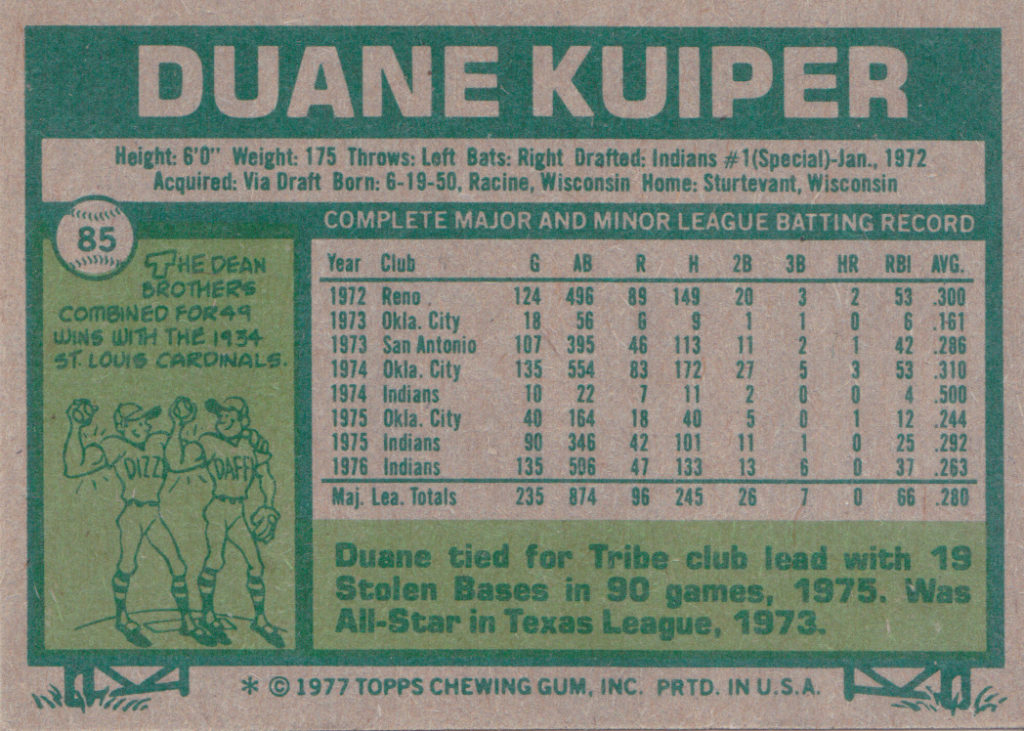 DUANE KUIPER
Height: 6'0" Weight: 175 Throws: Left Bats: Right Drafted: Indians #1(Special)-Jan., 1972
Acquired: Via Draft Born: 6-19-50, Racine, Wisconsin Home: Sturtevant, Wisconsin
85
THE DEAN
BROTHERS
COMBINED FOR 49
WINS WITH THE 1934
ST. LOUIS CARDINALS.
DIZZ
DAFF
COMPLETE MAJOR AND MINOR LEAGUE BATTING RECORD
Year Club G AB R H 2B 3B HR RBI AVG.
1972 Reno 124 496 89 149 20 3 2 53 .300
1973 Okla. City 18 56 6 9 1 1 0 6 .161
1973 San Antonio 107 395 46 113 11 2 1 42 .286
1974 Okla. City 135 554 83 172 27 5 3 53 .310
1974 Indians 10 22 7 11 2 0 0 4 .500
1975 Okla. City 40 164 18 40 5 0 1 12 .244
1975 Indians 90 346 42 101 11 1 0 25 .292
1976 Indians 135 506 47 133 13 6 0 37 .263
Maj. Lea. Totals 235 874 96 245 26 7 0 66 .280
Duane tied for Tribe club lead with 19
Stolen Bases in 90 games, 1975. Was
All-Star in Texas League, 1973.
* © 1977 TOPPS CHEWING GUM, INC. PRTD. IN U.S.A.